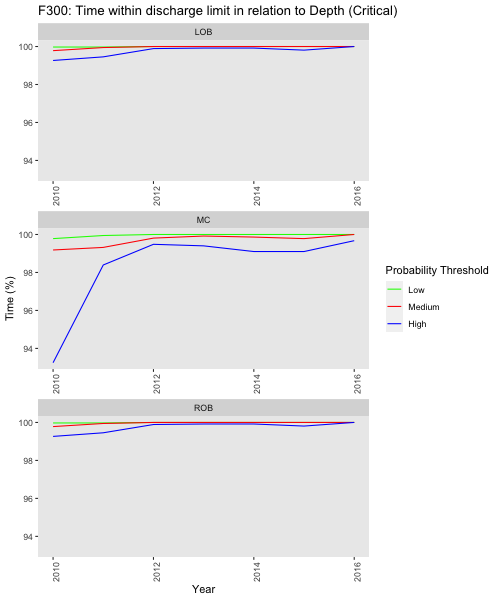 F300: Time within discharge limit in relation to Depth (Critical)
LOB
100
98
96
94
2010
2012
2014
2016
MC
100
98
96
94
2010
2012
2014
2016
ROB
100
98
96
94
2010
2012
2014
2016
Time (%)
Year
Probability Threshold
Low
Medium
High